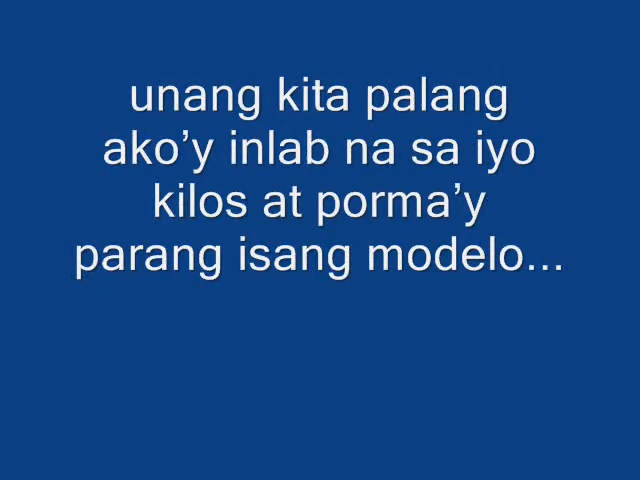 unang kita palang
ako’y inlab na sa iyo
kilos at porma’y
parang isang modelo...